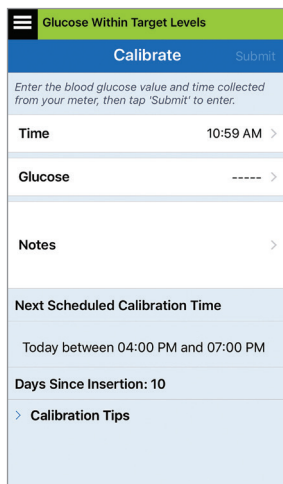 Glucose Within Target Levels
Calibrate Submit
Enter the blood glucose value and time collected
from your meter, then tap 'Submit' to enter.
Time 10:59 AM >
Glucose ----- >
Notes >
Next Scheduled Calibration Time
Today between 04:00 PM and 07:00 PM
Days Since Insertion: 10
> Calibration Tips